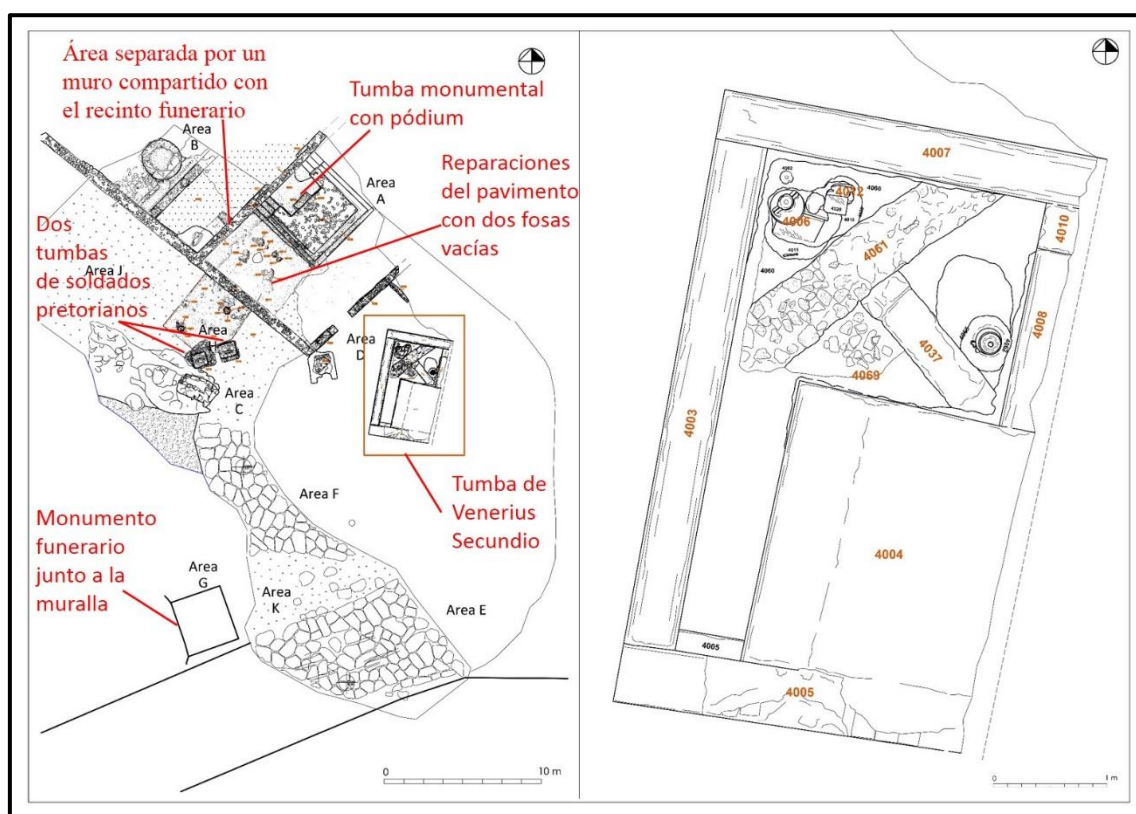 Área separada por un
muro compartido con
el recinto funerario
Tumba monumental
con pódium
Area
B
Reparaciones
del pavimento
con dos fosas
vacías
Area
A
Dos
tumbas
de soldados
pretorianos
Area J
Area
H
Area
D
Area
C
Area F
Tumba de
Venerius
Secundio
Monumento
funerario
junto a la
muralla
Area
G
Area
K
Area E
0 10 m
4007
4012
4006
4010
4061
4008
4037
4069
4003
4004
4005
4005
0 1 m